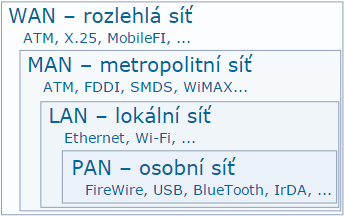 WAN – rozlehlá síť
ATM, X.25, MobileFI, ...
MAN – metropolitní síť
ATM, FDDI, SMDS, WiMAX...
LAN – lokální síť
Ethernet, Wi-Fi, ...
PAN – osobní síť
FireWire, USB, BlueTooth, IrDA, ...